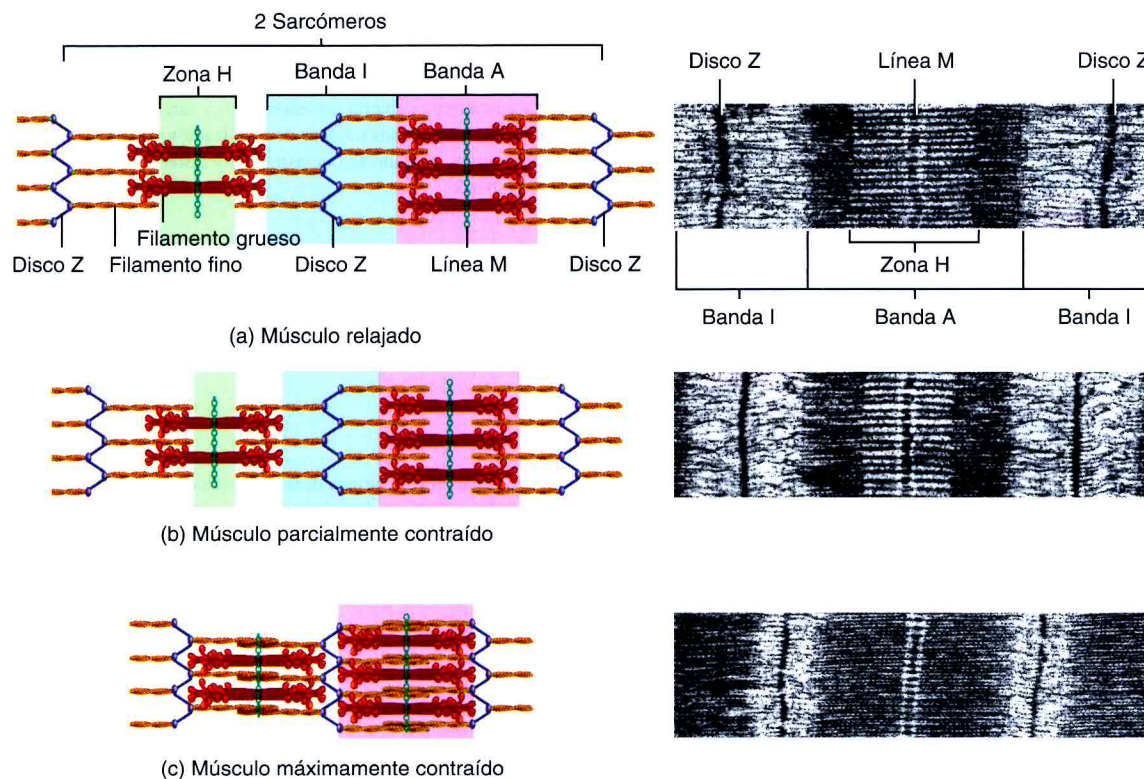 2 Sarcómeros
Zona H
Banda I
Banda A
Filamento grueso
Disco Z
Filamento fino
Disco Z
Línea M
Disco Z
(a) Músculo relajado
Disco Z
Línea M
Disco Z
Zona H
Banda I
Banda A
Banda I
(b) Músculo parcialmente contraído
(c) Músculo máximamente contraído